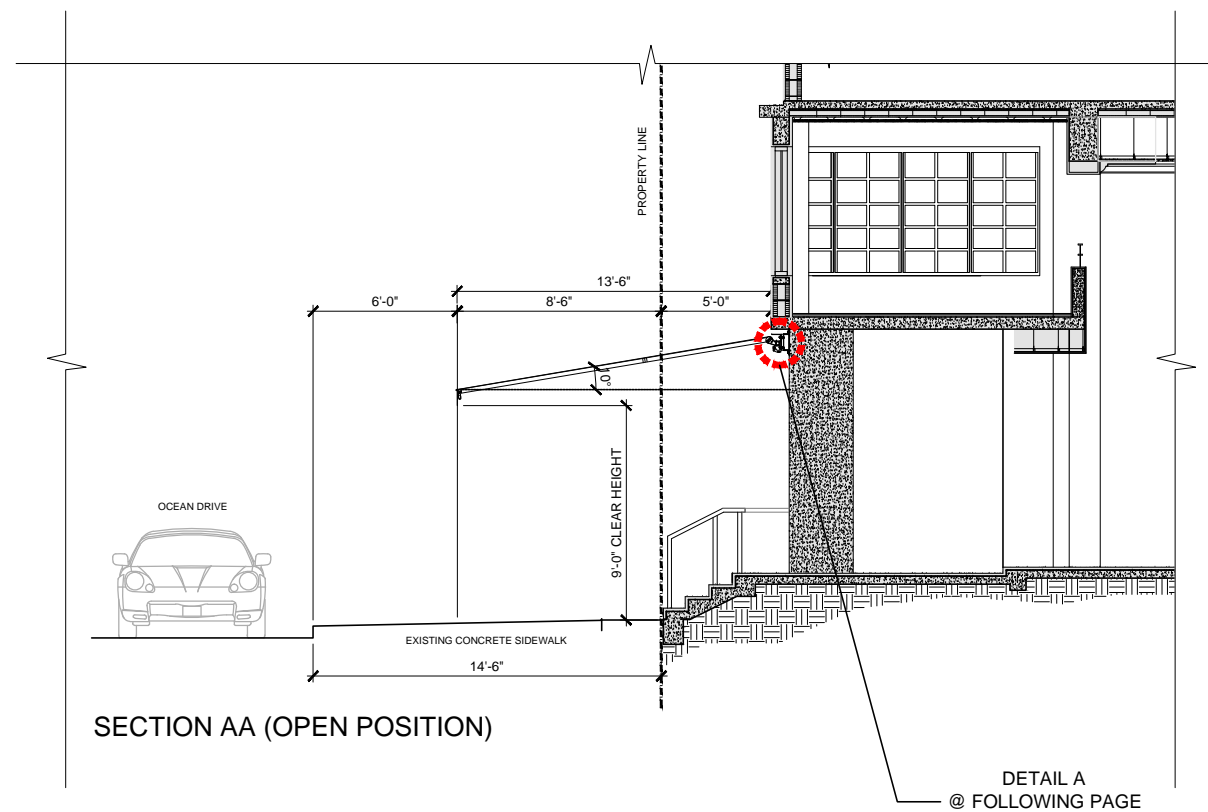 PROPERTY LINE
13'-6"
6'-0"
8'-6"
5'-0"
0°
9'-0" CLEAR HEIGHT
OCEAN DRIVE
EXISTING CONCRETE SIDEWALK
14'-6"
SECTION AA (OPEN POSITION)
DETAIL A
@ FOLLOWING PAGE